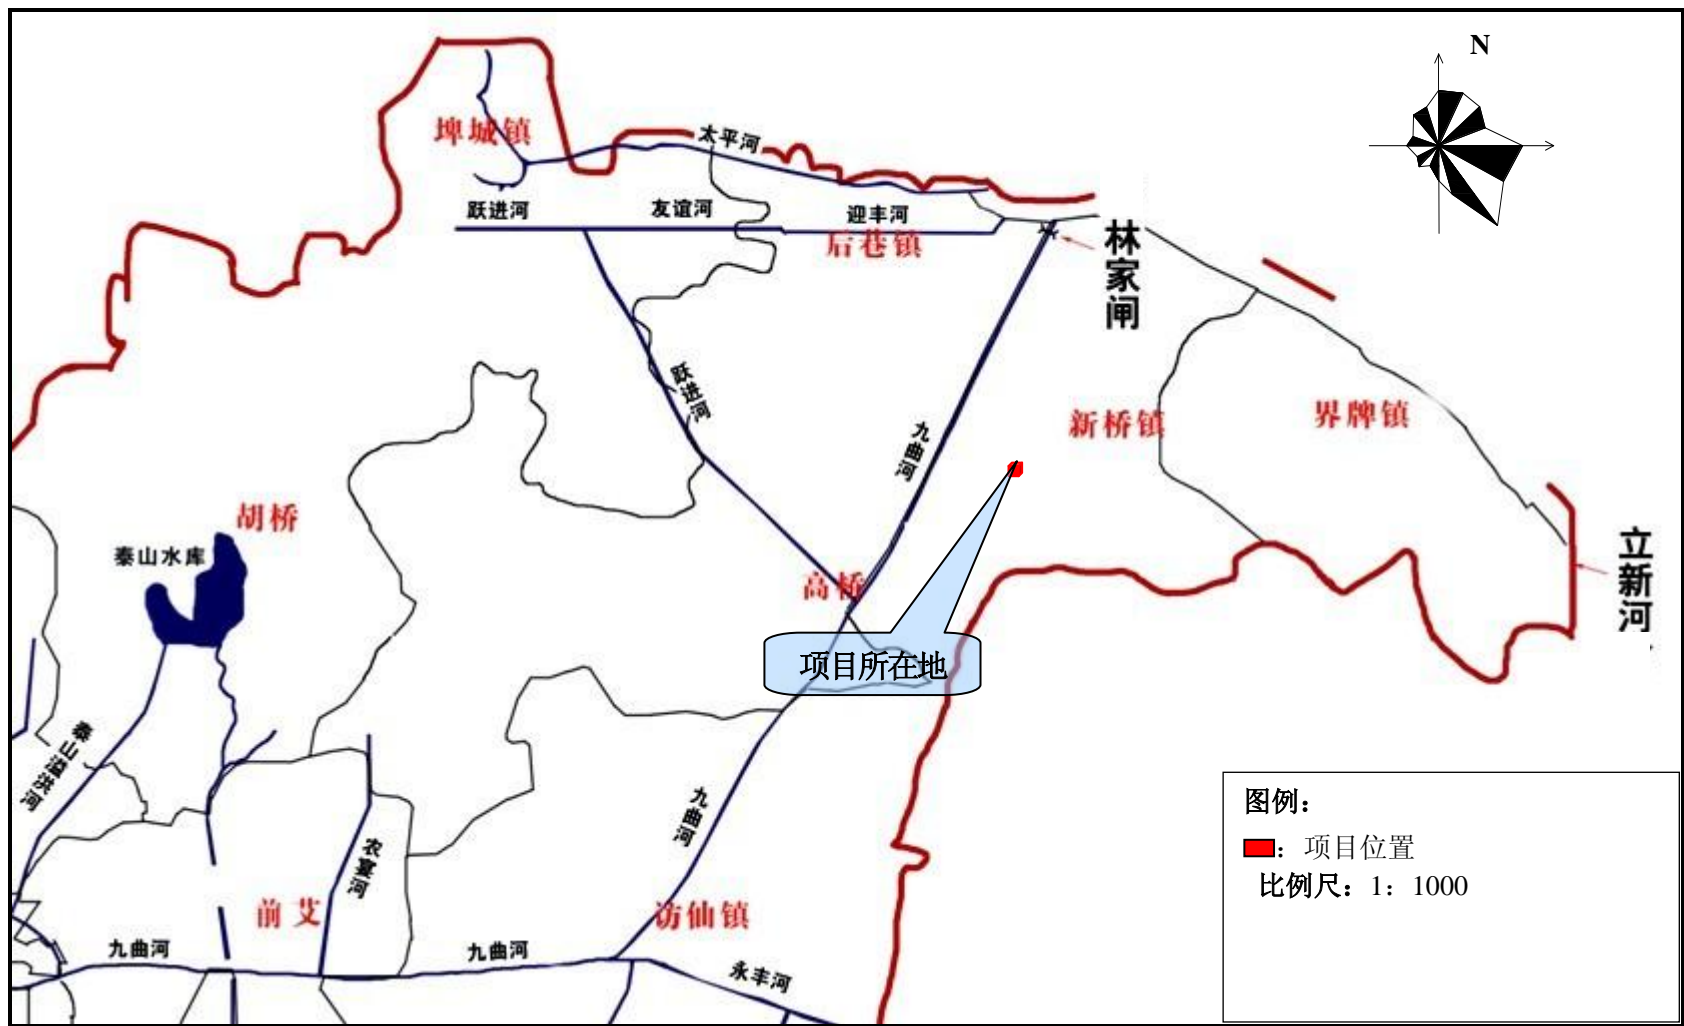 N
埤城镇
太平河
跃进河
友谊河
迎丰河
后巷镇
林家闸
跃进河
九曲河
新桥镇
界牌镇
胡桥
泰山水库
高桥
立新河
项目所在地
泰山溢洪河
九曲河
农宴河
前艾
访仙镇
九曲河
九曲河
永丰河
图例：
：项目位置
比例尺：1：1000